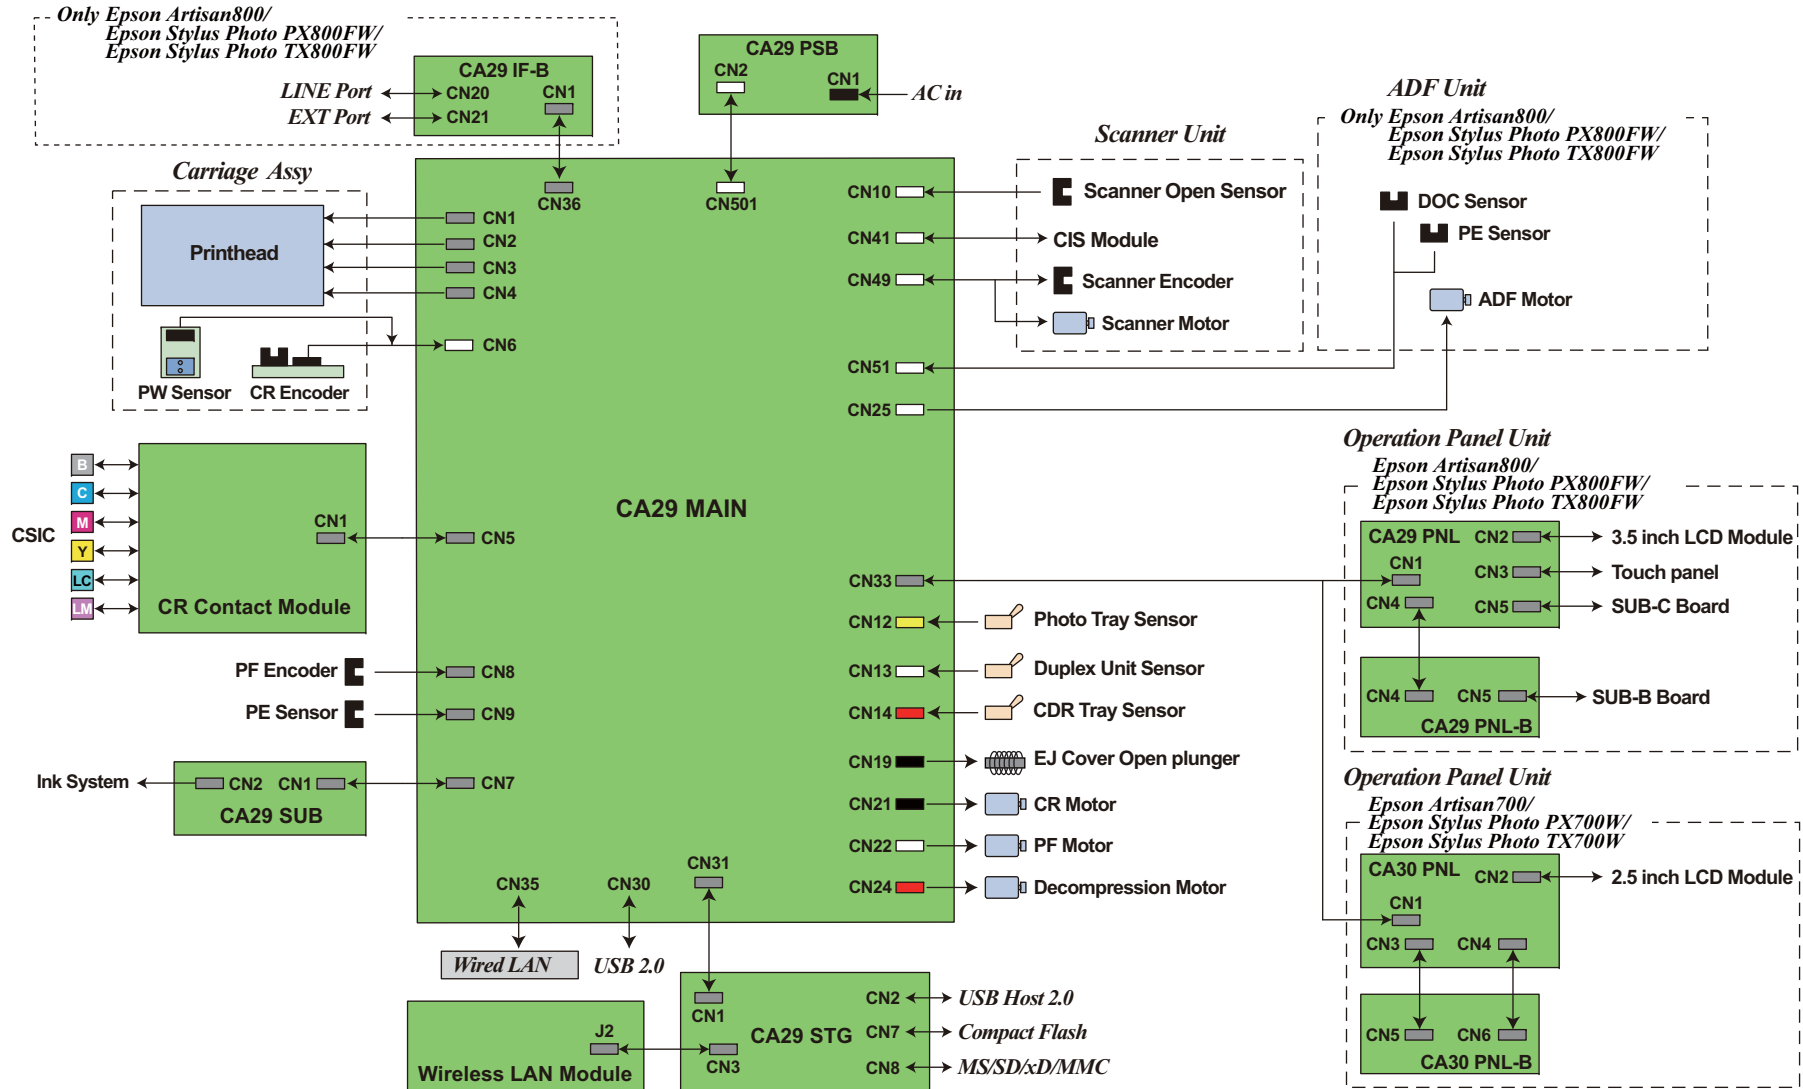 Only Epson Artisan800/
Epson Stylus Photo PX800FW/
Epson Stylus Photo TX800FW
CA29 IF-B
LINE Port
CN20
CN1
EXT Port
CN21
CA29 PSB
CN2
CN1
AC in
ADF Unit
Only Epson Artisan800/
Epson Stylus Photo PX800FW/
Epson Stylus Photo TX800FW
DOC Sensor
PE Sensor
ADF Motor
Scanner Unit
Scanner Open Sensor
CIS Module
Scanner Encoder
Scanner Motor
Carriage Assy
Printhead
PW Sensor
CR Encoder
CN36
CN501
CN1
CN2
CN3
CN4
CN6
CN10
CN41
CN49
CN51
CN25
CA29 MAIN
CSIC
B
C
M
Y
LC
LM
CN1
CR Contact Module
CN5
PF Encoder
CN8
PE Sensor
CN9
Ink System
CN2
CN1
CA29 SUB
CN7
CN33
CN12
Photo Tray Sensor
CN13
Duplex Unit Sensor
CN14
CDR Tray Sensor
CN19
EJ Cover Open plunger
CN21
CR Motor
CN22
PF Motor
CN24
Decompression Motor
Operation Panel Unit
Epson Artisan800/
Epson Stylus Photo PX800FW/
Epson Stylus Photo TX800FW
CA29 PNL
CN2
3.5 inch LCD Module
CN1
CN3
Touch panel
CN4
CN5
SUB-C Board
CN4
CN5
SUB-B Board
CA29 PNL-B
Operation Panel Unit
Epson Artisan700/
Epson Stylus Photo PX700W/
Epson Stylus Photo TX700W
CA30 PNL
CN2
2.5 inch LCD Module
CN1
CN3
CN4
CN5
CN6
CA30 PNL-B
CN35
CN30
CN31
Wired LAN
USB 2.0
J2
Wireless LAN Module
CN1
CN3
CA29 STG
CN2
USB Host 2.0
CN7
Compact Flash
CN8
MS/SD/xD/MMC